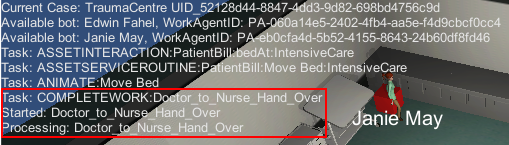 Current Case: TraumaCentre UID_52128d44-8847-4dd3-9d82-698bd4756c9d
Available bot: Edwin Fahel, WorkAgentID: PA-060a14e5-2402-4fb4-aa5e-f4d9cbcf0cc4
Available bot: Janie May, WorkAgentID: PA-eb0cfa4d-5b52-4155-8643-24b60df8fd46
Task: ASSETINTERACTION:PatientBill:bedAt:IntensiveCare
Task: ASSETSERVICEROUTINE:PatientBill:Move Bed:IntensiveCare
Task: ANIMATE:Move Bed
Task: COMPLETEWORK:Doctor_to_Nurse_Hand_Over
Started: Doctor_to_Nurse_Hand_Over
Processing: Doctor_to_Nurse_Hand_Over
Janie May